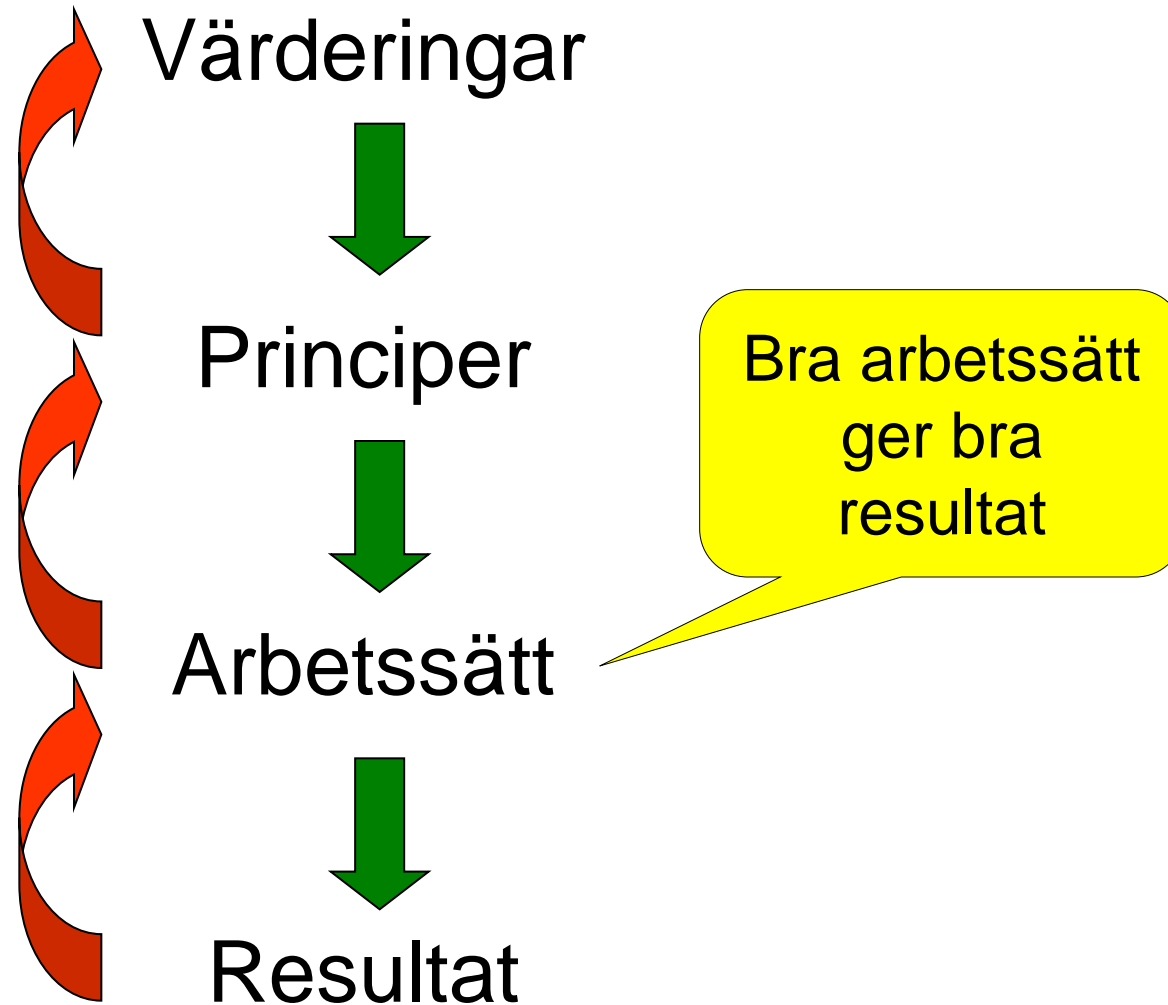 Värderingar
Principer
Bra arbetssätt
ger bra
resultat
Arbetssätt
Resultat